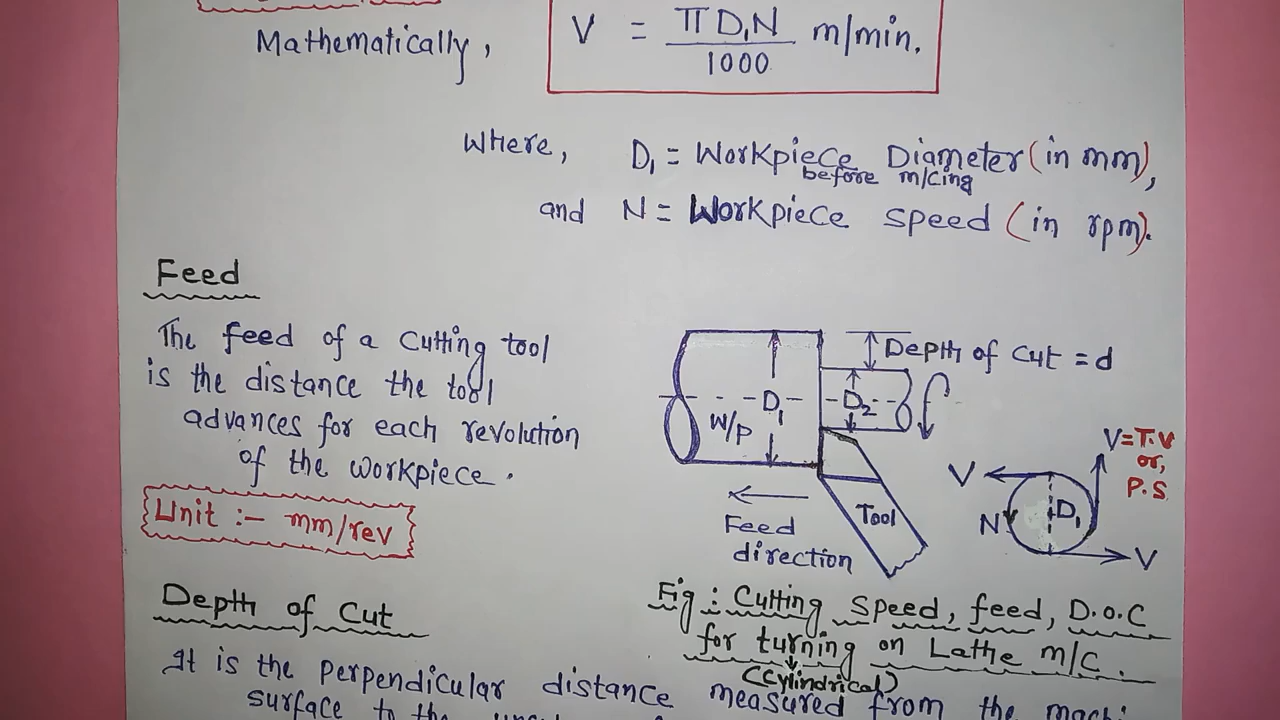 Mathematically,
V = πD₁N / 1000 m/min.
Where, D₁ = Workpiece Diameter (in mm),
before m/cing
and N = Workpiece speed (in rpm).
Feed
The feed of a cutting tool
is the distance the tool
advances for each revolution
of the workpiece.
Unit :- mm/rev
Depth of Cut = d
D₁
D₂
W/P
Tool
Feed
direction
V=T.V
or,
P.S
V
N
D₁
V
Fig : Cutting Speed, feed, D.O.C
for turning on Lathe M/C.
(Cylindrical)
Depth of Cut
It is the perpendicular distance measured from the
surface to the